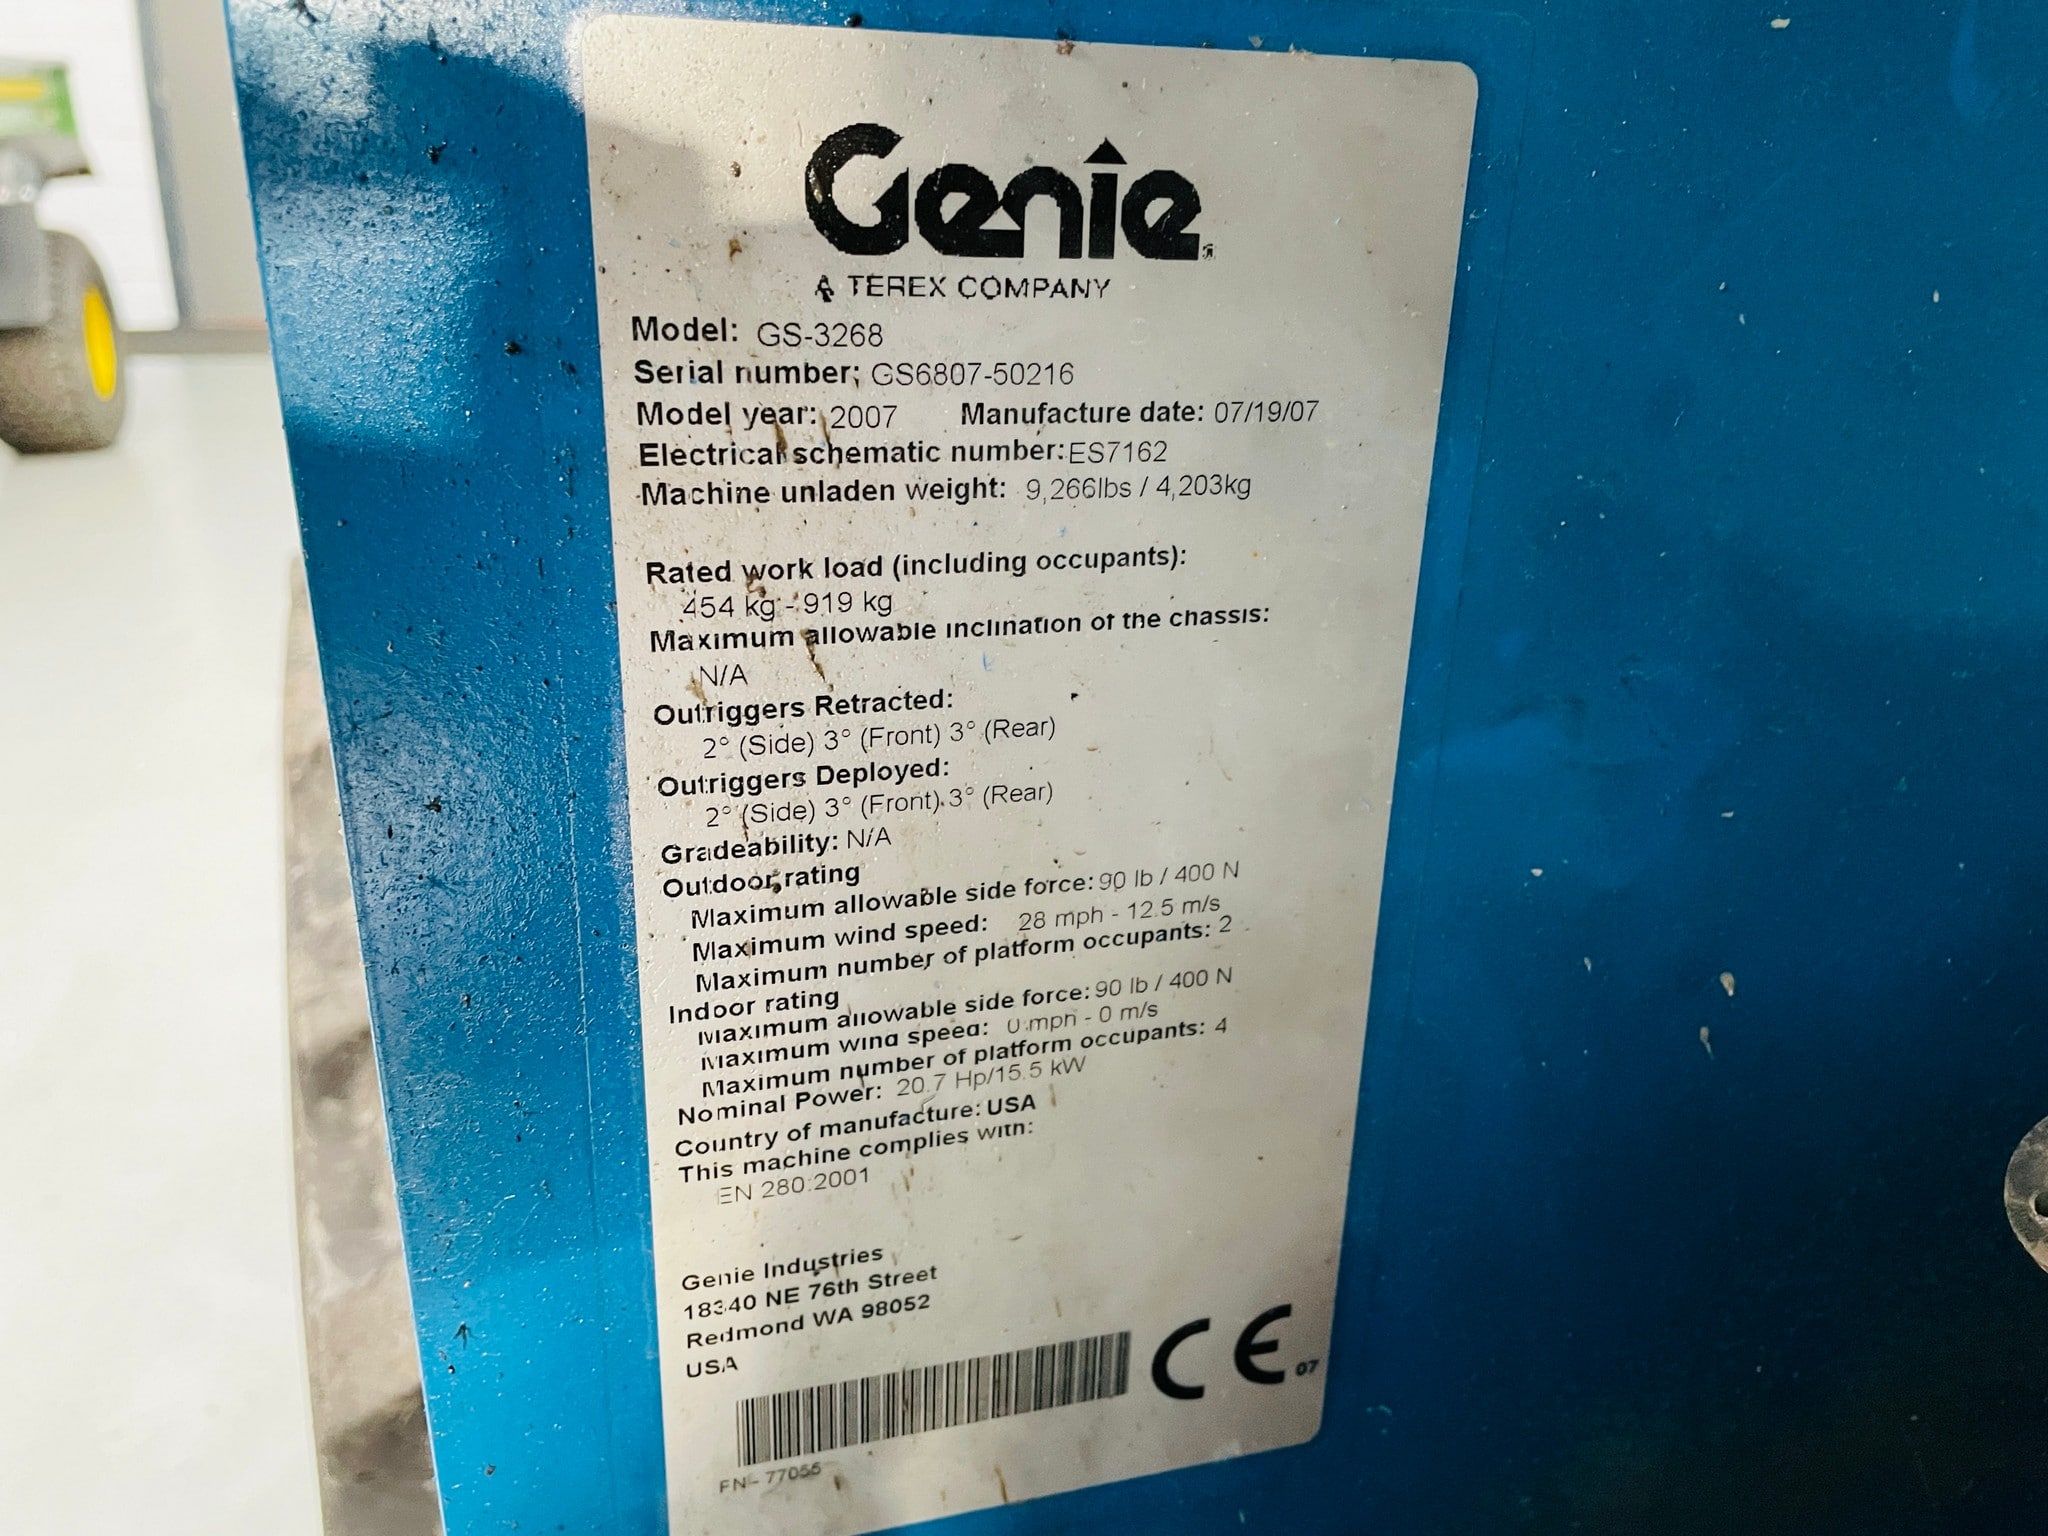 Genie
A TEREX COMPANY
Model: GS-3268
Serial number: GS6807-50216
Model year: 2007 Manufacture date: 07/19/07
Electrical schematic number: ES7162
Machine unladen weight: 9,266lbs / 4,203kg
Rated work load (including occupants):
454 kg - 919 kg
Maximum allowable inclination of the chassis:
N/A
Outriggers Retracted:
2° (Side) 3° (Front) 3° (Rear)
Outriggers Deployed:
2° (Side) 3° (Front) 3° (Rear)
Gradeability: N/A
Outdoor rating
Maximum allowable side force: 90 lb / 400 N
Maximum wind speed: 28 mph - 12.5 m/s
Maximum number of platform occupants: 2
Indoor rating
Maximum allowable side force: 90 lb / 400 N
Maximum wind speed: 0 mph - 0 m/s
Maximum number of platform occupants: 4
Nominal Power: 20.7 Hp/15.5 kW
Country of manufacture: USA
This machine complies with:
EN 280:2001
Genie Industries
18340 NE 76th Street
Redmond WA 98052
USA
CE 07